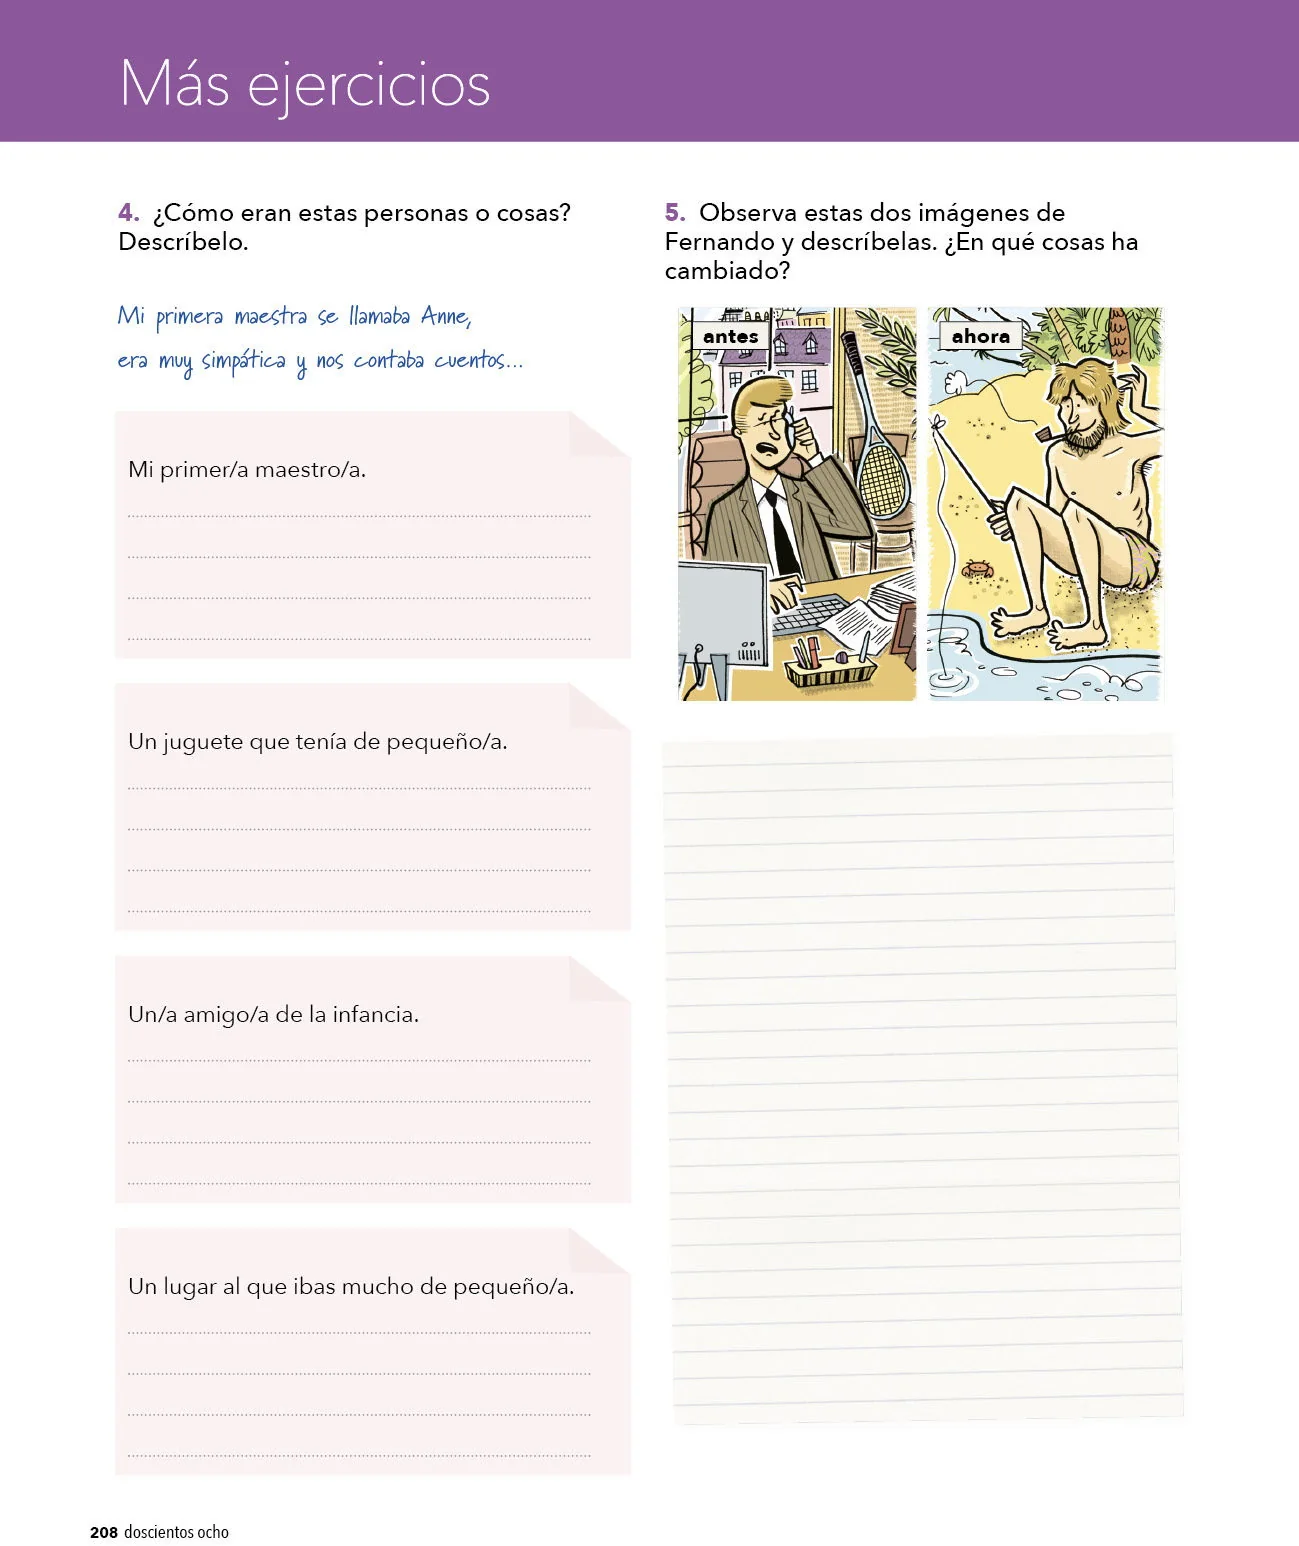 Más ejercicios
4. ¿Cómo eran estas personas o cosas?
Descríbelo.
Mi primera maestra se llamaba Anne,
era muy simpática y nos contaba cuentos...
Mi primer/a maestro/a.
Un juguete que tenía de pequeño/a.
Un/a amigo/a de la infancia.
Un lugar al que ibas mucho de pequeño/a.
5. Observa estas dos imágenes de
Fernando y descríbelas. ¿En qué cosas ha
cambiado?
antes
ahora
208 doscientos ocho